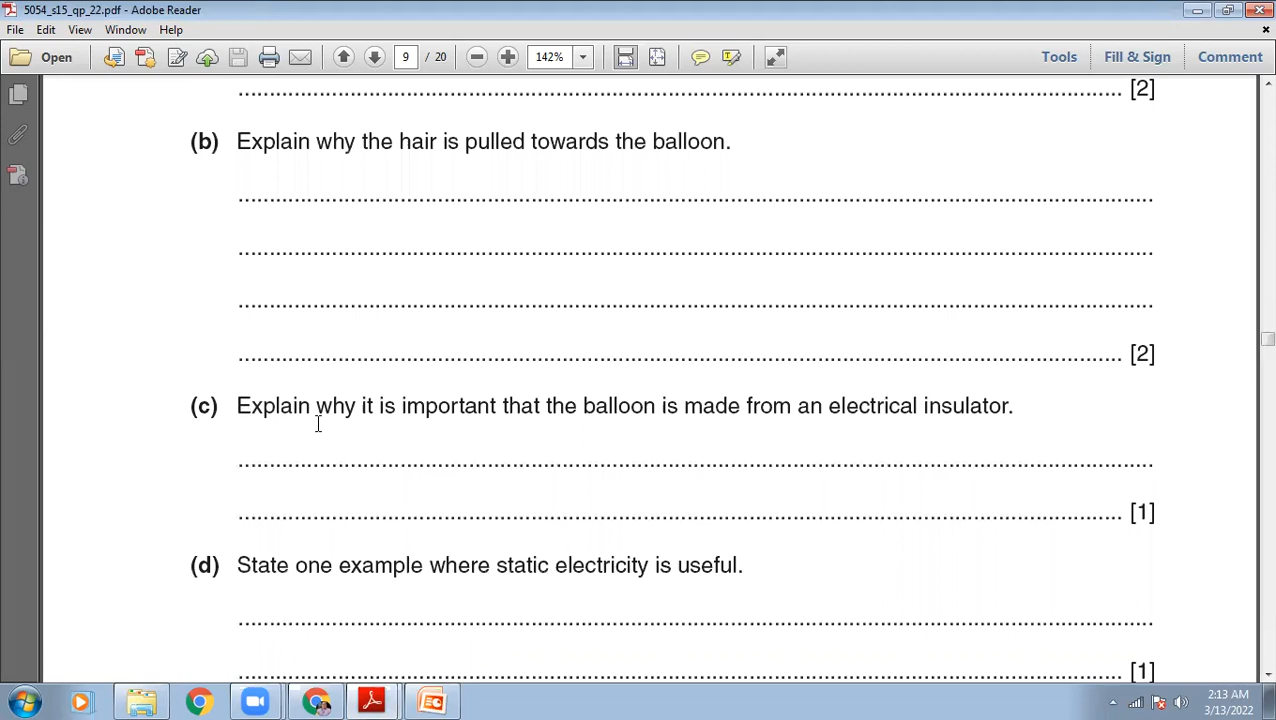 5054_s15_qp_22.pdf - Adobe Reader
File Edit View Window Help
Open 9 / 20 142% Tools Fill & Sign Comment
.................................................................................................................. [2]
(b) Explain why the hair is pulled towards the balloon.
..................................................................................................................
..................................................................................................................
..................................................................................................................
.................................................................................................................. [2]
(c) Explain why it is important that the balloon is made from an electrical insulator.
..................................................................................................................
.................................................................................................................. [1]
(d) State one example where static electricity is useful.
..................................................................................................................
.................................................................................................................. [1]
2:13 AM
3/13/2022